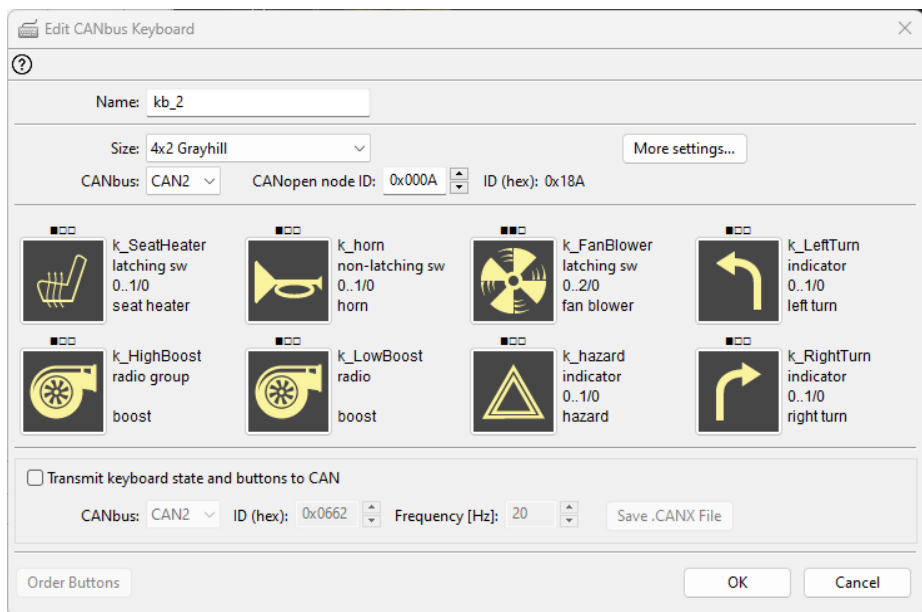 Edit CANbus Keyboard
Name: kb_2
Size: 4x2 Grayhill More settings...
CANbus: CAN2 CANopen node ID: 0x000A ID (hex): 0x18A
k_SeatHeater
latching sw
0..1/0
seat heater
k_horn
non-latching sw
0..1/0
horn
k_FanBlower
latching sw
0..2/0
fan blower
k_LeftTurn
indicator
0..1/0
left turn
k_HighBoost
radio group
boost
k_LowBoost
radio
boost
k_hazard
indicator
0..1/0
hazard
k_RightTurn
indicator
0..1/0
right turn
Transmit keyboard state and buttons to CAN
CANbus: CAN2 ID (hex): 0x0662 Frequency [Hz]: 20 Save .CANX File
Order Buttons OK Cancel